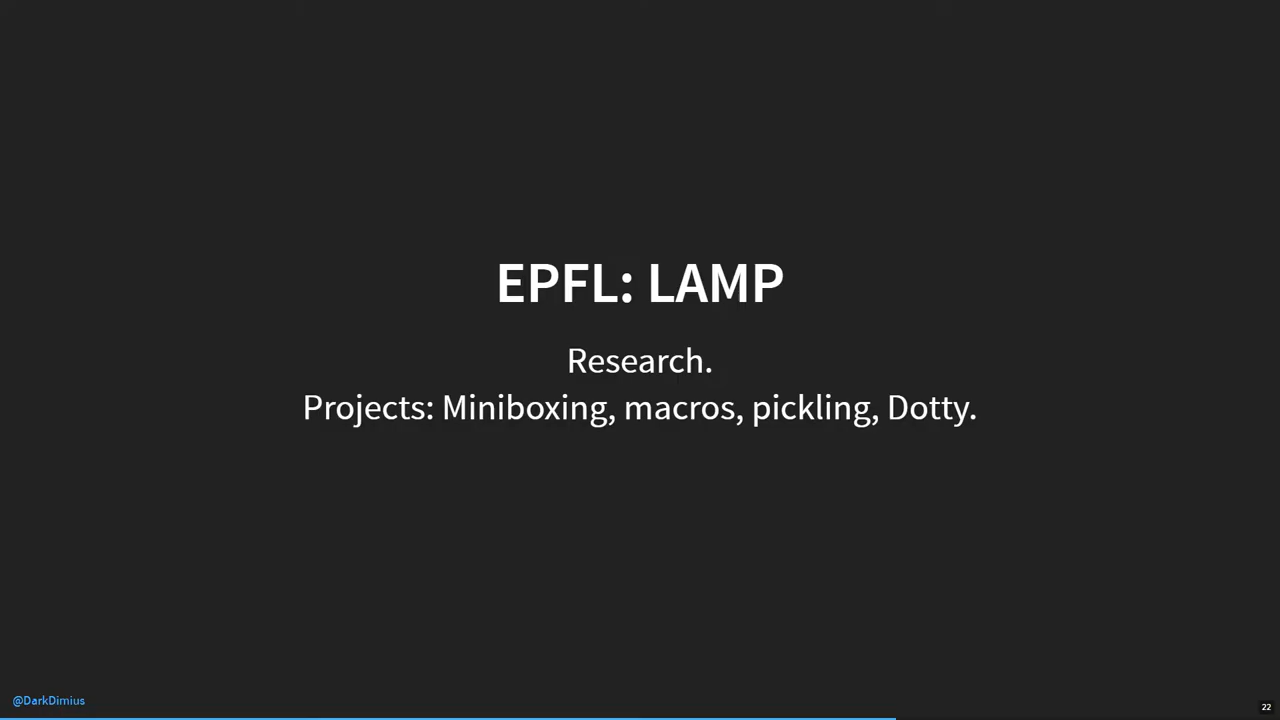 EPFL: LAMP
Research.
Projects: Miniboxing, macros, pickling, Dotty.
@DarkDimius
22